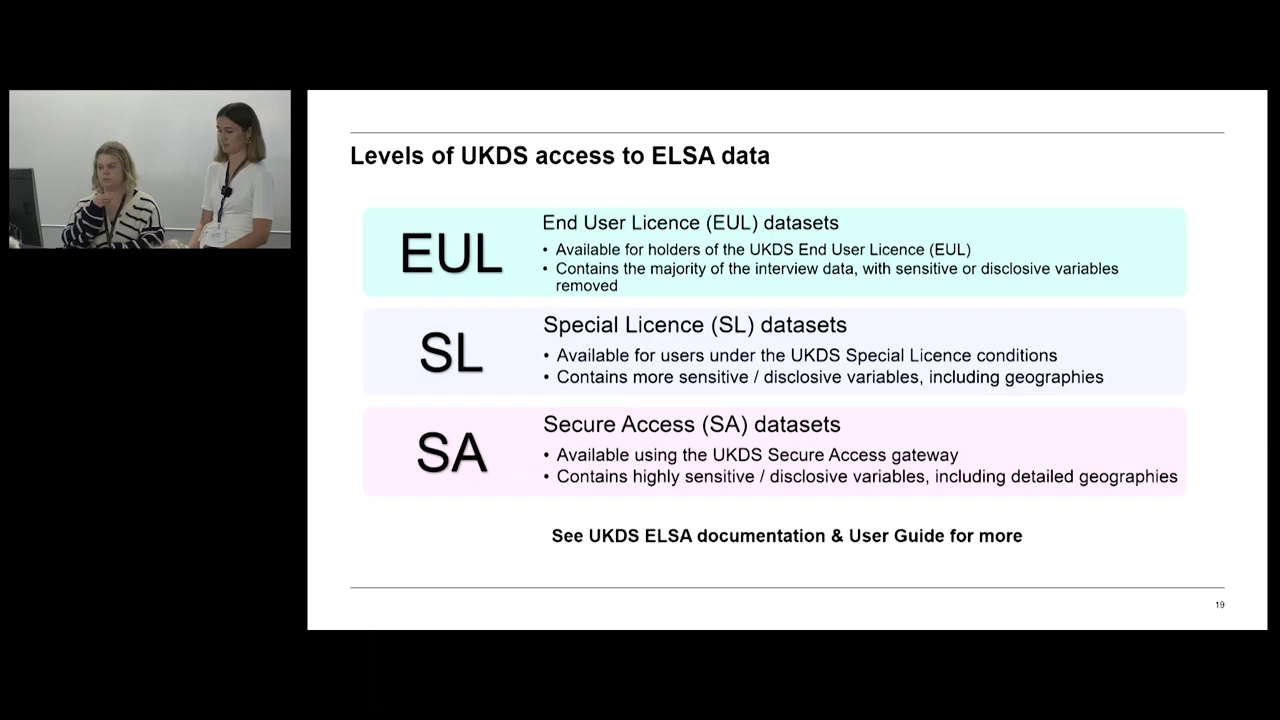 Levels of UKDS access to ELSA data
EUL
End User Licence (EUL) datasets
• Available for holders of the UKDS End User Licence (EUL)
• Contains the majority of the interview data, with sensitive or disclosive variables
removed
SL
Special Licence (SL) datasets
• Available for users under the UKDS Special Licence conditions
• Contains more sensitive / disclosive variables, including geographies
SA
Secure Access (SA) datasets
• Available using the UKDS Secure Access gateway
• Contains highly sensitive / disclosive variables, including detailed geographies
See UKDS ELSA documentation & User Guide for more
19